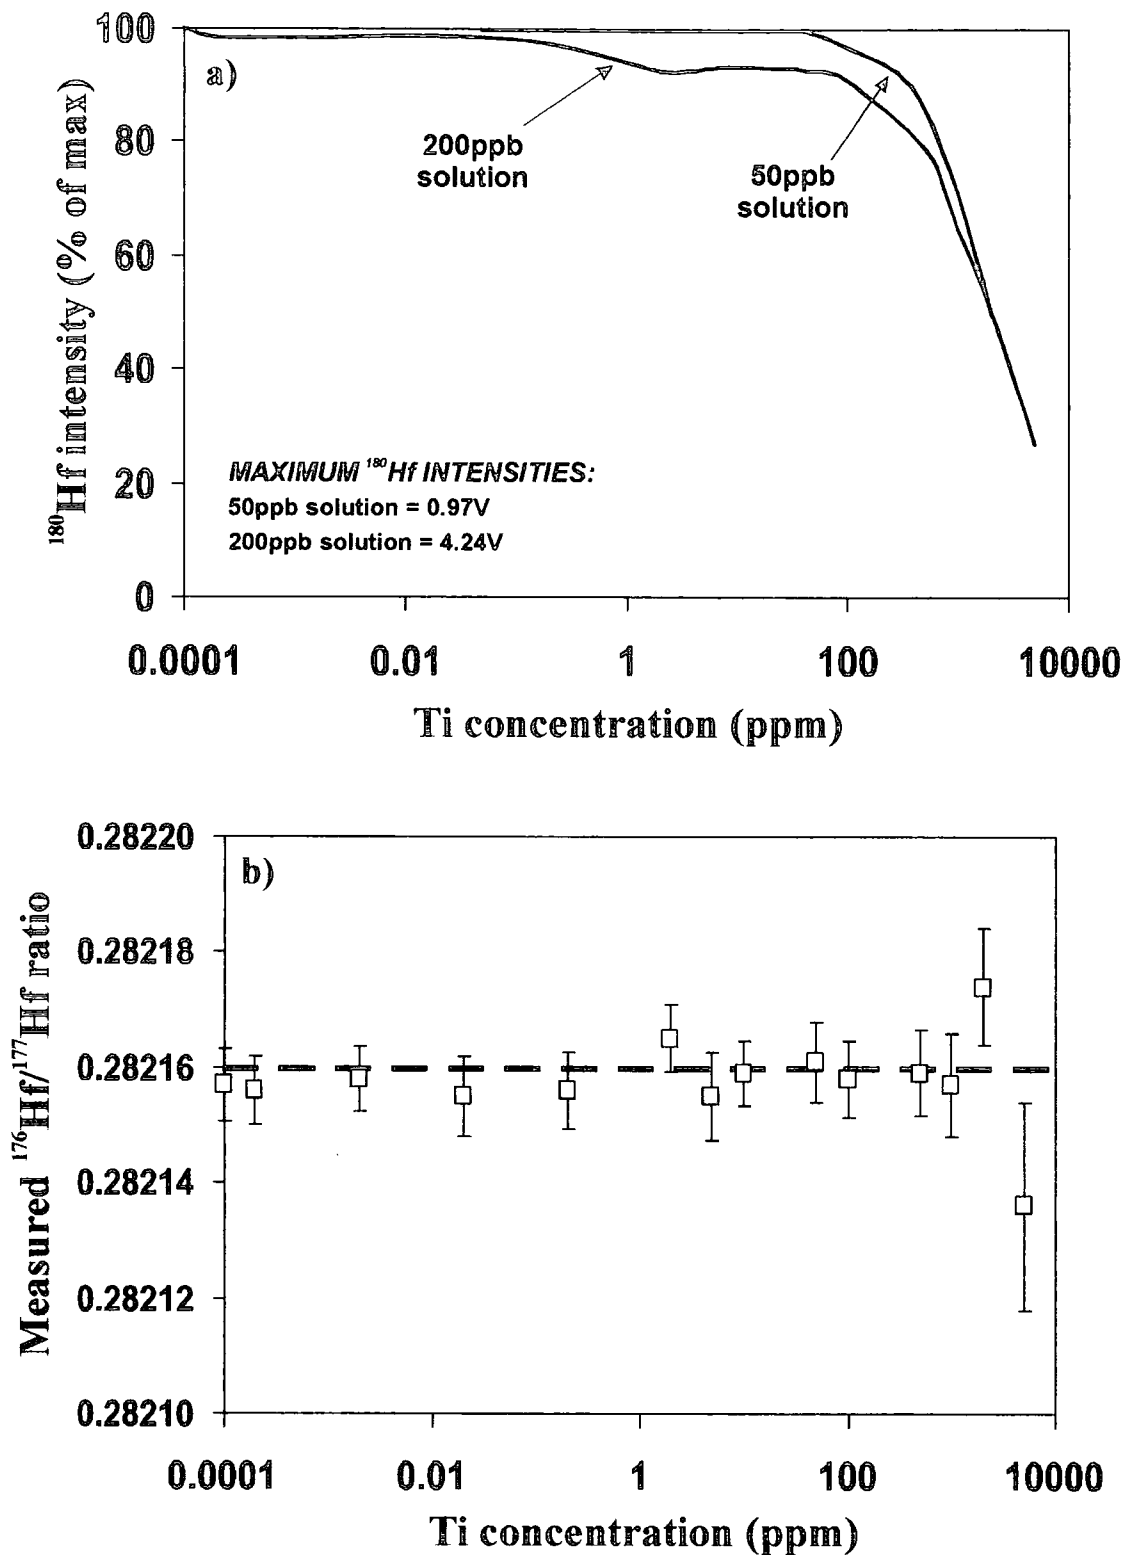 100
80
60
40
20
0
¹⁸⁰Hf intensity (% of max)
a)
200ppb
solution
50ppb
solution
MAXIMUM ¹⁸⁰Hf INTENSITIES:
50ppb solution = 0.97V
200ppb solution = 4.24V
0.0001 0.01 1 100 10000
Ti concentration (ppm)
0.28220
0.28218
0.28216
0.28214
0.28212
0.28210
Measured ¹⁷⁶Hf/¹⁷⁷Hf ratio
b)
0.0001 0.01 1 100 10000
Ti concentration (ppm)